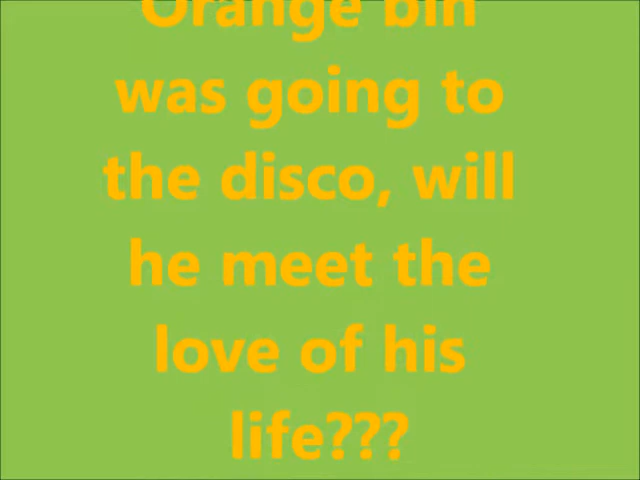 Orange bin
was going to
the disco, will
he meet the
love of his
life???